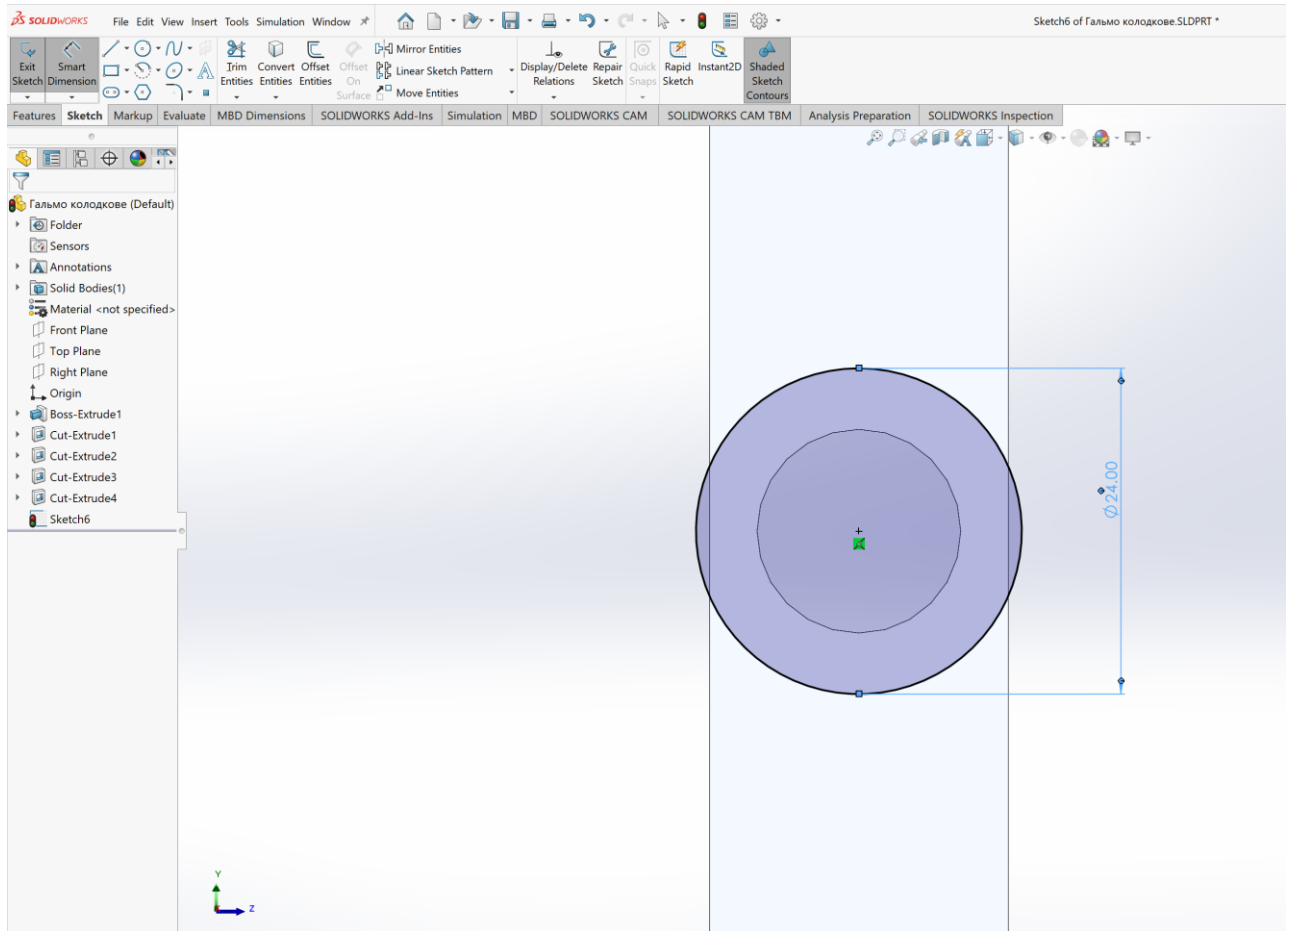 SOLIDWORKS File Edit View Insert Tools Simulation Window Sketch6 of Гальмо колодкове.SLDPRT *
Exit Sketch
Smart Dimension
Trim Entities
Convert Entities
Offset Entities
Offset On Surface
Mirror Entities
Linear Sketch Pattern
Move Entities
Display/Delete Relations
Repair Sketch
Quick Snaps
Rapid Sketch
Instant2D
Shaded Sketch Contours
Features Sketch Markup Evaluate MBD Dimensions SOLIDWORKS Add-Ins Simulation MBD SOLIDWORKS CAM SOLIDWORKS CAM TBM Analysis Preparation SOLIDWORKS Inspection
Гальмо колодкове (Default)
Folder
Sensors
Annotations
Solid Bodies(1)
Material <not specified>
Front Plane
Top Plane
Right Plane
Origin
Boss-Extrude1
Cut-Extrude1
Cut-Extrude2
Cut-Extrude3
Cut-Extrude4
Sketch6
⌀24.00
Y
Z